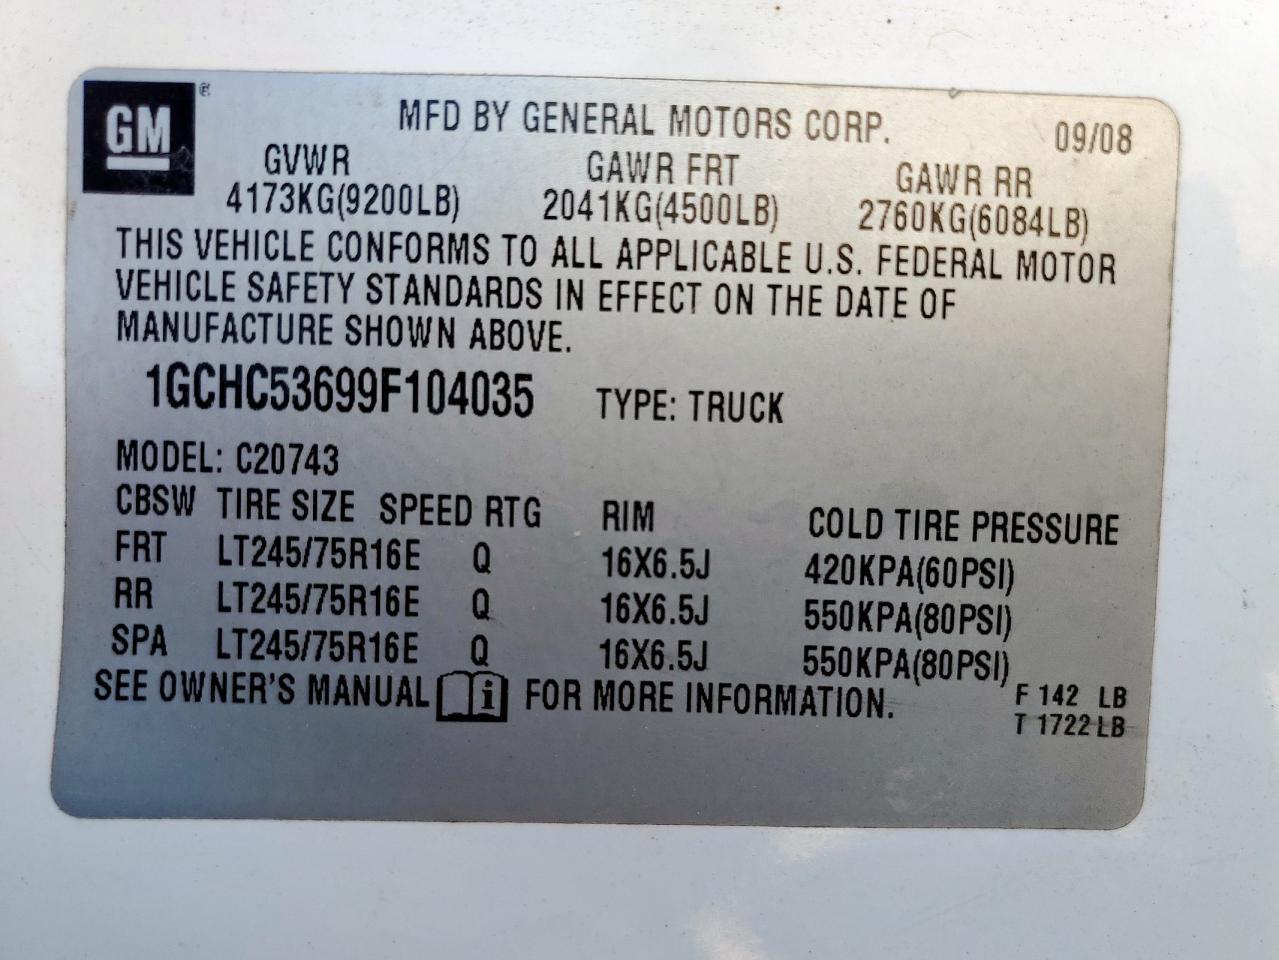 GM ®
MFD BY GENERAL MOTORS CORP. 09/08
GVWR GAWR FRT GAWR RR
4173KG(9200LB) 2041KG(4500LB) 2760KG(6084LB)
THIS VEHICLE CONFORMS TO ALL APPLICABLE U.S. FEDERAL MOTOR
VEHICLE SAFETY STANDARDS IN EFFECT ON THE DATE OF
MANUFACTURE SHOWN ABOVE.
1GCHC53699F104035 TYPE: TRUCK
MODEL: C20743
CBSW TIRE SIZE SPEED RTG RIM COLD TIRE PRESSURE
FRT LT245/75R16E Q 16X6.5J 420KPA(60PSI)
RR LT245/75R16E Q 16X6.5J 550KPA(80PSI)
SPA LT245/75R16E Q 16X6.5J 550KPA(80PSI)
SEE OWNER'S MANUAL i FOR MORE INFORMATION. F 142 LB
T 1722 LB